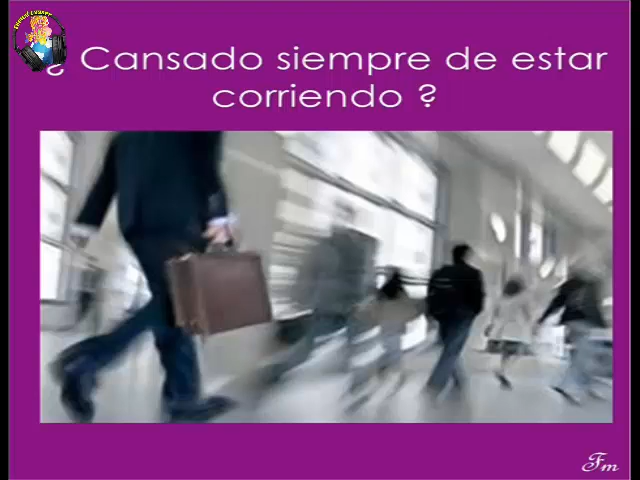 ¿ Cansado siempre de estar
corriendo ?
Fm